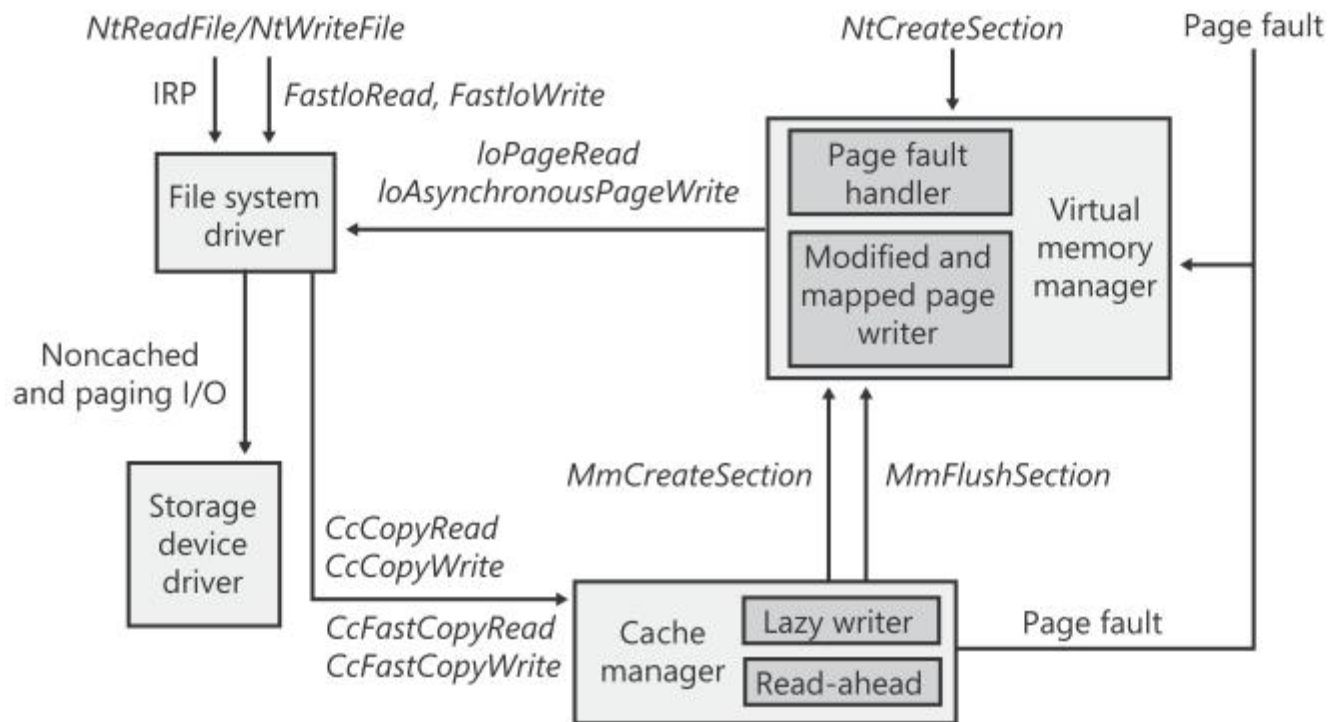 NtReadFile/NtWriteFile
NtCreateSection
Page fault
IRP
FastIoRead, FastIoWrite
IoPageRead
IoAsynchronousPageWrite
File system
driver
Page fault
handler
Modified and
mapped page
writer
Virtual
memory
manager
Noncached
and paging I/O
Storage
device
driver
MmCreateSection
MmFlushSection
CcCopyRead
CcCopyWrite
CcFastCopyRead
CcFastCopyWrite
Cache
manager
Lazy writer
Read-ahead
Page fault